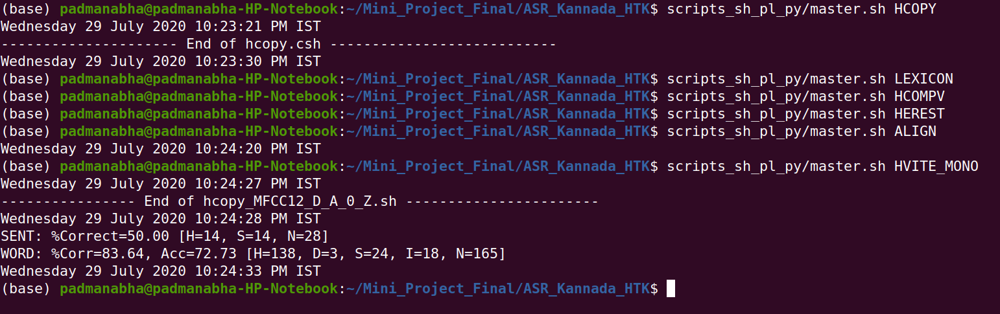 (base) padmanabha@padmanabha-HP-Notebook:~/Mini_Project_Final/ASR_Kannada_HTK$ scripts_sh_pl_py/master.sh HCOPY
Wednesday 29 July 2020 10:23:21 PM IST
--------------------- End of hcopy.csh ---------------------------
Wednesday 29 July 2020 10:23:30 PM IST
(base) padmanabha@padmanabha-HP-Notebook:~/Mini_Project_Final/ASR_Kannada_HTK$ scripts_sh_pl_py/master.sh LEXICON
(base) padmanabha@padmanabha-HP-Notebook:~/Mini_Project_Final/ASR_Kannada_HTK$ scripts_sh_pl_py/master.sh HCOMPV
(base) padmanabha@padmanabha-HP-Notebook:~/Mini_Project_Final/ASR_Kannada_HTK$ scripts_sh_pl_py/master.sh HEREST
(base) padmanabha@padmanabha-HP-Notebook:~/Mini_Project_Final/ASR_Kannada_HTK$ scripts_sh_pl_py/master.sh ALIGN
Wednesday 29 July 2020 10:24:20 PM IST
(base) padmanabha@padmanabha-HP-Notebook:~/Mini_Project_Final/ASR_Kannada_HTK$ scripts_sh_pl_py/master.sh HVITE_MONO
Wednesday 29 July 2020 10:24:27 PM IST
---------------- End of hcopy_MFCC12_D_A_0_Z.sh -----------------------
Wednesday 29 July 2020 10:24:28 PM IST
SENT: %Correct=50.00 [H=14, S=14, N=28]
WORD: %Corr=83.64, Acc=72.73 [H=138, D=3, S=24, I=18, N=165]
Wednesday 29 July 2020 10:24:33 PM IST
(base) padmanabha@padmanabha-HP-Notebook:~/Mini_Project_Final/ASR_Kannada_HTK$